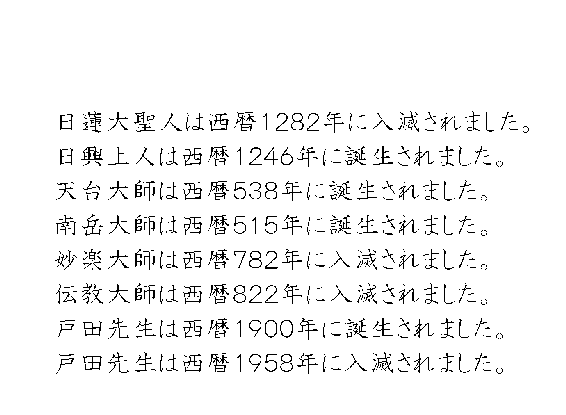 日蓮大聖人は西暦1282年に入滅されました。
日興上人は西暦1246年に誕生されました。
天台大師は西暦538年に誕生されました。
南岳大師は西暦515年に誕生されました。
妙楽大師は西暦782年に入滅されました。
伝教大師は西暦822年に入滅されました。
戸田先生は西暦1900年に誕生されました。
戸田先生は西暦1958年に入滅されました。